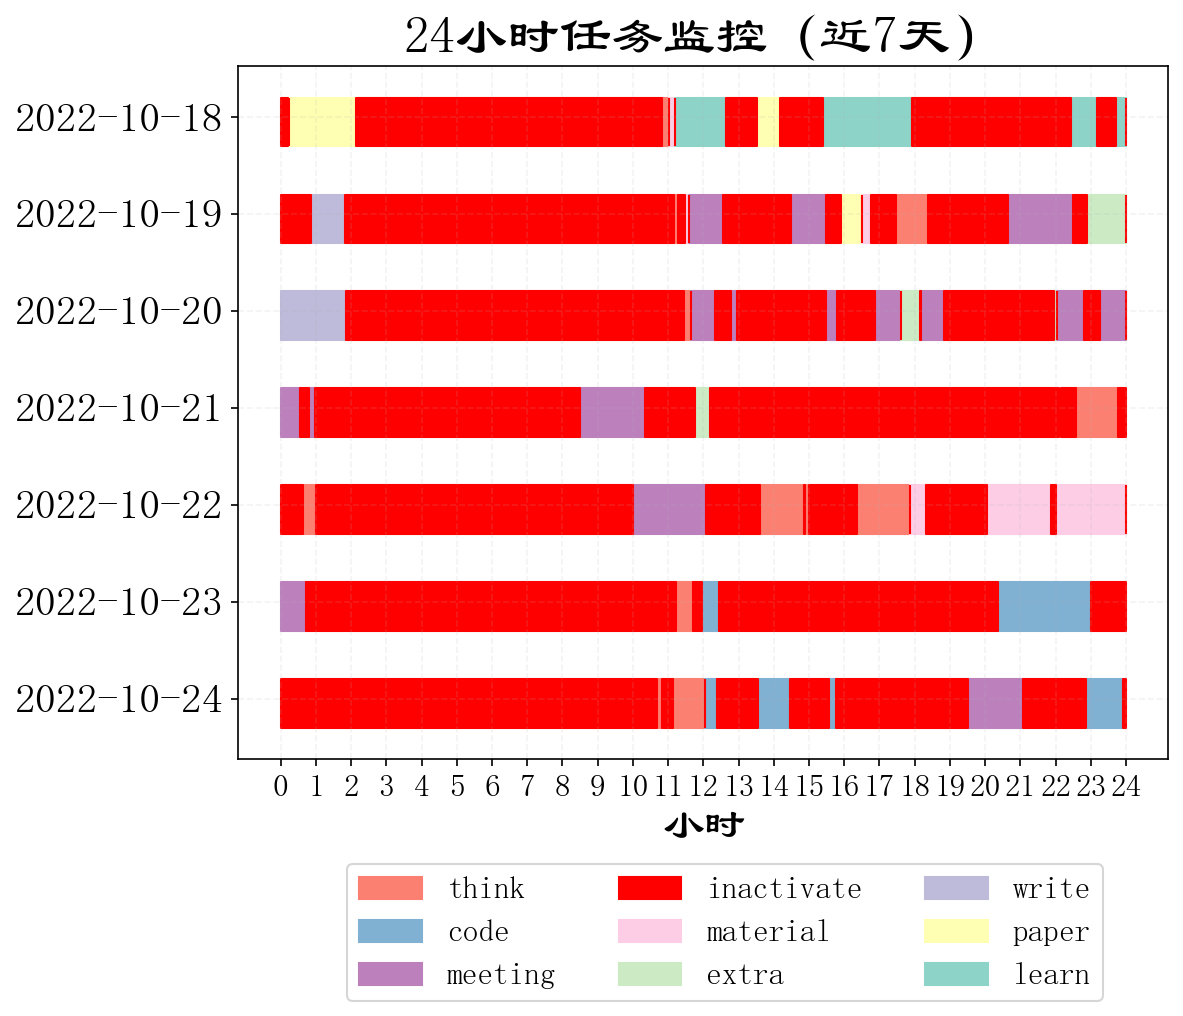 24小时任务监控 (近7天)
2022-10-18
2022-10-19
2022-10-20
2022-10-21
2022-10-22
2022-10-23
2022-10-24
0 1 2 3 4 5 6 7 8 9 10 11 12 13 14 15 16 17 18 19 20 21 22 23 24
小时
think inactivate write
code material paper
meeting extra learn